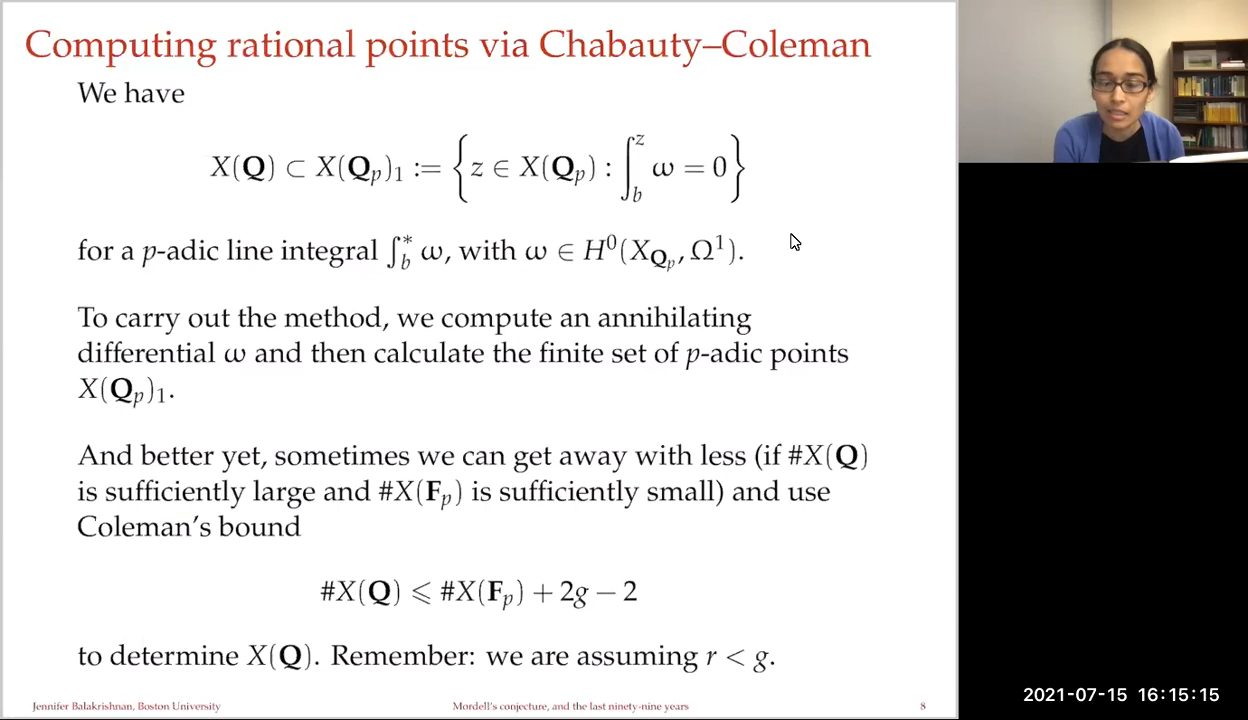 Computing rational points via Chabauty–Coleman
We have
X(Q) ⊂ X(Q_p)_1 := { z ∈ X(Q_p) : ∫_b^z ω = 0 }
for a p-adic line integral ∫_b^* ω, with ω ∈ H^0(X_{Q_p}, Ω^1).
To carry out the method, we compute an annihilating
differential ω and then calculate the finite set of p-adic points
X(Q_p)_1.
And better yet, sometimes we can get away with less (if #X(Q)
is sufficiently large and #X(F_p) is sufficiently small) and use
Coleman's bound
#X(Q) ⩽ #X(F_p) + 2g − 2
to determine X(Q). Remember: we are assuming r < g.
Jennifer Balakrishnan, Boston University
Mordell's conjecture, and the last ninety-nine years
8
2021-07-15 16:15:15